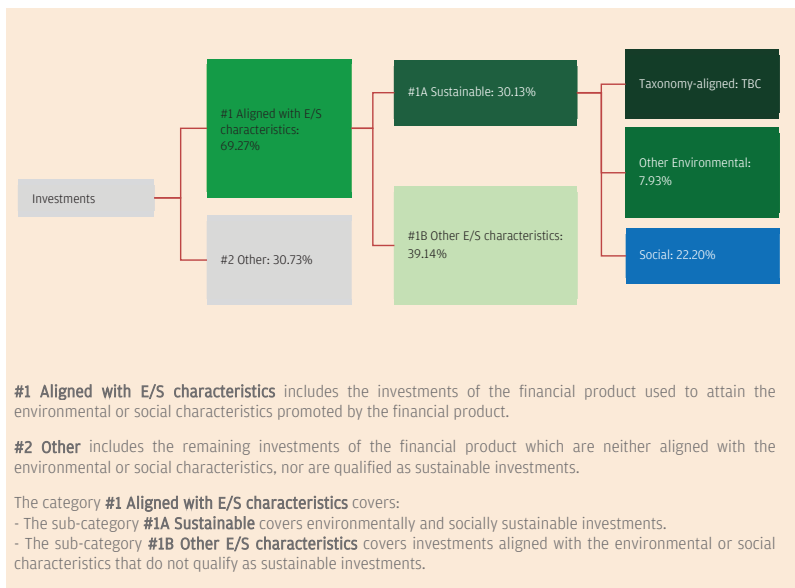 Investments
#1 Aligned with E/S
characteristics:
69.27%
#2 Other: 30.73%
#1A Sustainable: 30.13%
#1B Other E/S characteristics:
39.14%
Taxonomy-aligned: TBC
Other Environmental:
7.93%
Social: 22.20%
#1 Aligned with E/S characteristics includes the investments of the financial product used to attain the
environmental or social characteristics promoted by the financial product.
#2 Other includes the remaining investments of the financial product which are neither aligned with the
environmental or social characteristics, nor are qualified as sustainable investments.
The category #1 Aligned with E/S characteristics covers:
- The sub-category #1A Sustainable covers environmentally and socially sustainable investments.
- The sub-category #1B Other E/S characteristics covers investments aligned with the environmental or social
characteristics that do not qualify as sustainable investments.